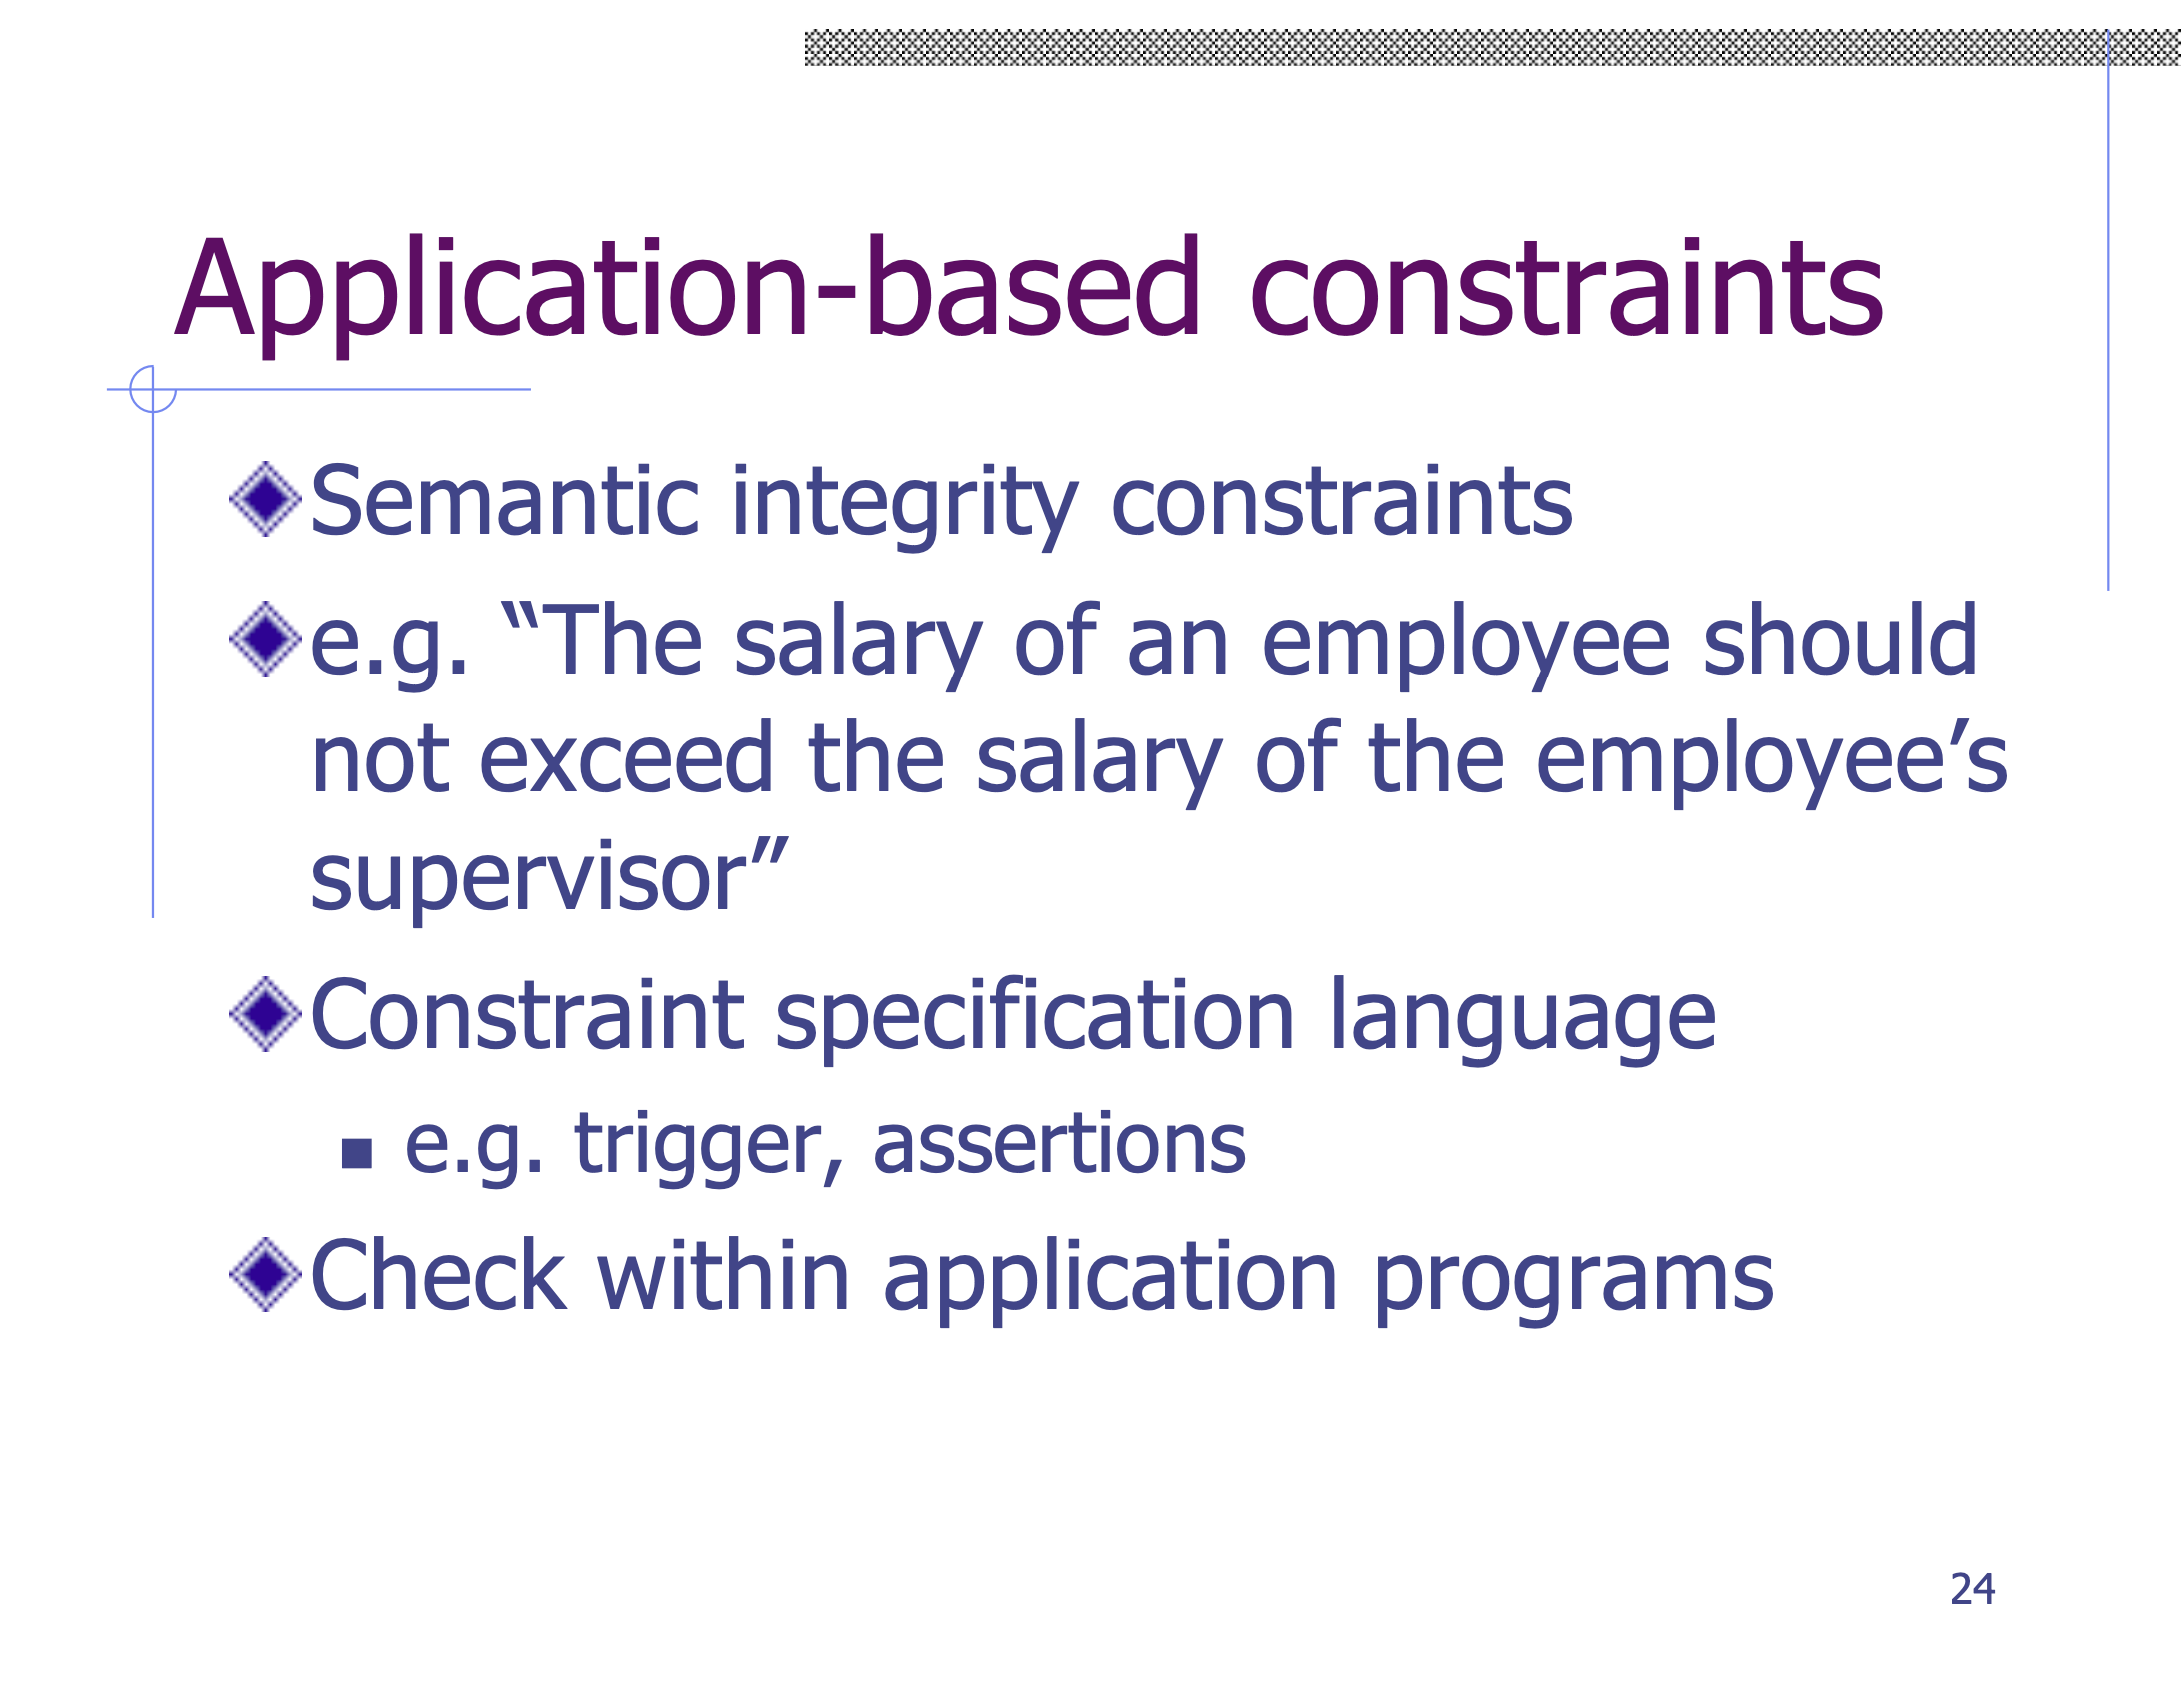 Application-based constraints
Semantic integrity constraints
e.g. “The salary of an employee should
not exceed the salary of the employee’s
supervisor”
Constraint specification language
e.g. trigger, assertions
Check within application programs
24